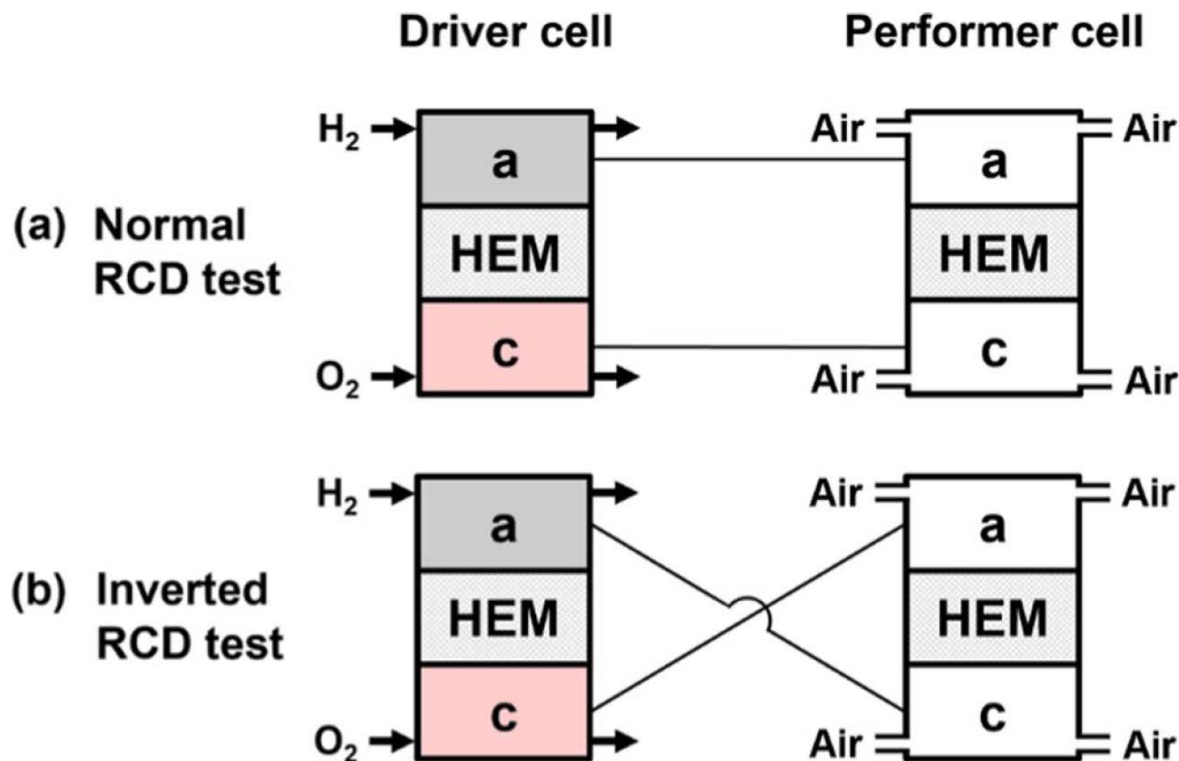 Driver cell Performer cell
H₂ a Air a Air
(a) Normal RCD test
HEM HEM
O₂ c Air c Air
H₂ a Air a Air
(b) Inverted RCD test
HEM HEM
O₂ c Air c Air